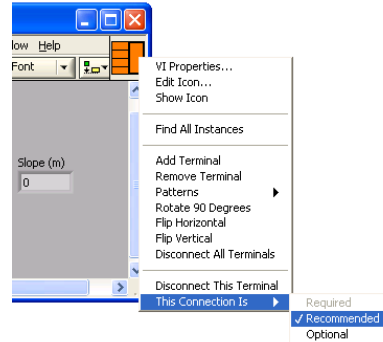 low Help
Font
VI Properties...
Edit Icon...
Show Icon
Find All Instances
Slope (m)
0
Add Terminal
Remove Terminal
Patterns
Rotate 90 Degrees
Flip Horizontal
Flip Vertical
Disconnect All Terminals
Disconnect This Terminal
This Connection Is
Required
Recommended
Optional